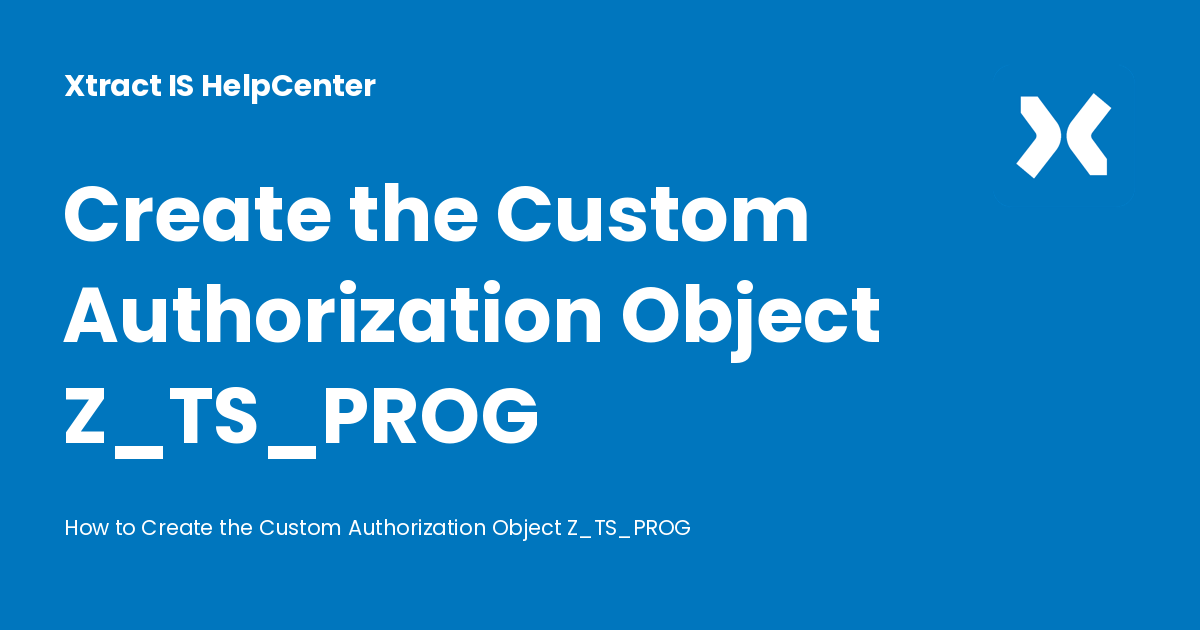 Xtract IS HelpCenter
Create the Custom
Authorization Object
Z_TS_PROG
How to Create the Custom Authorization Object Z_TS_PROG